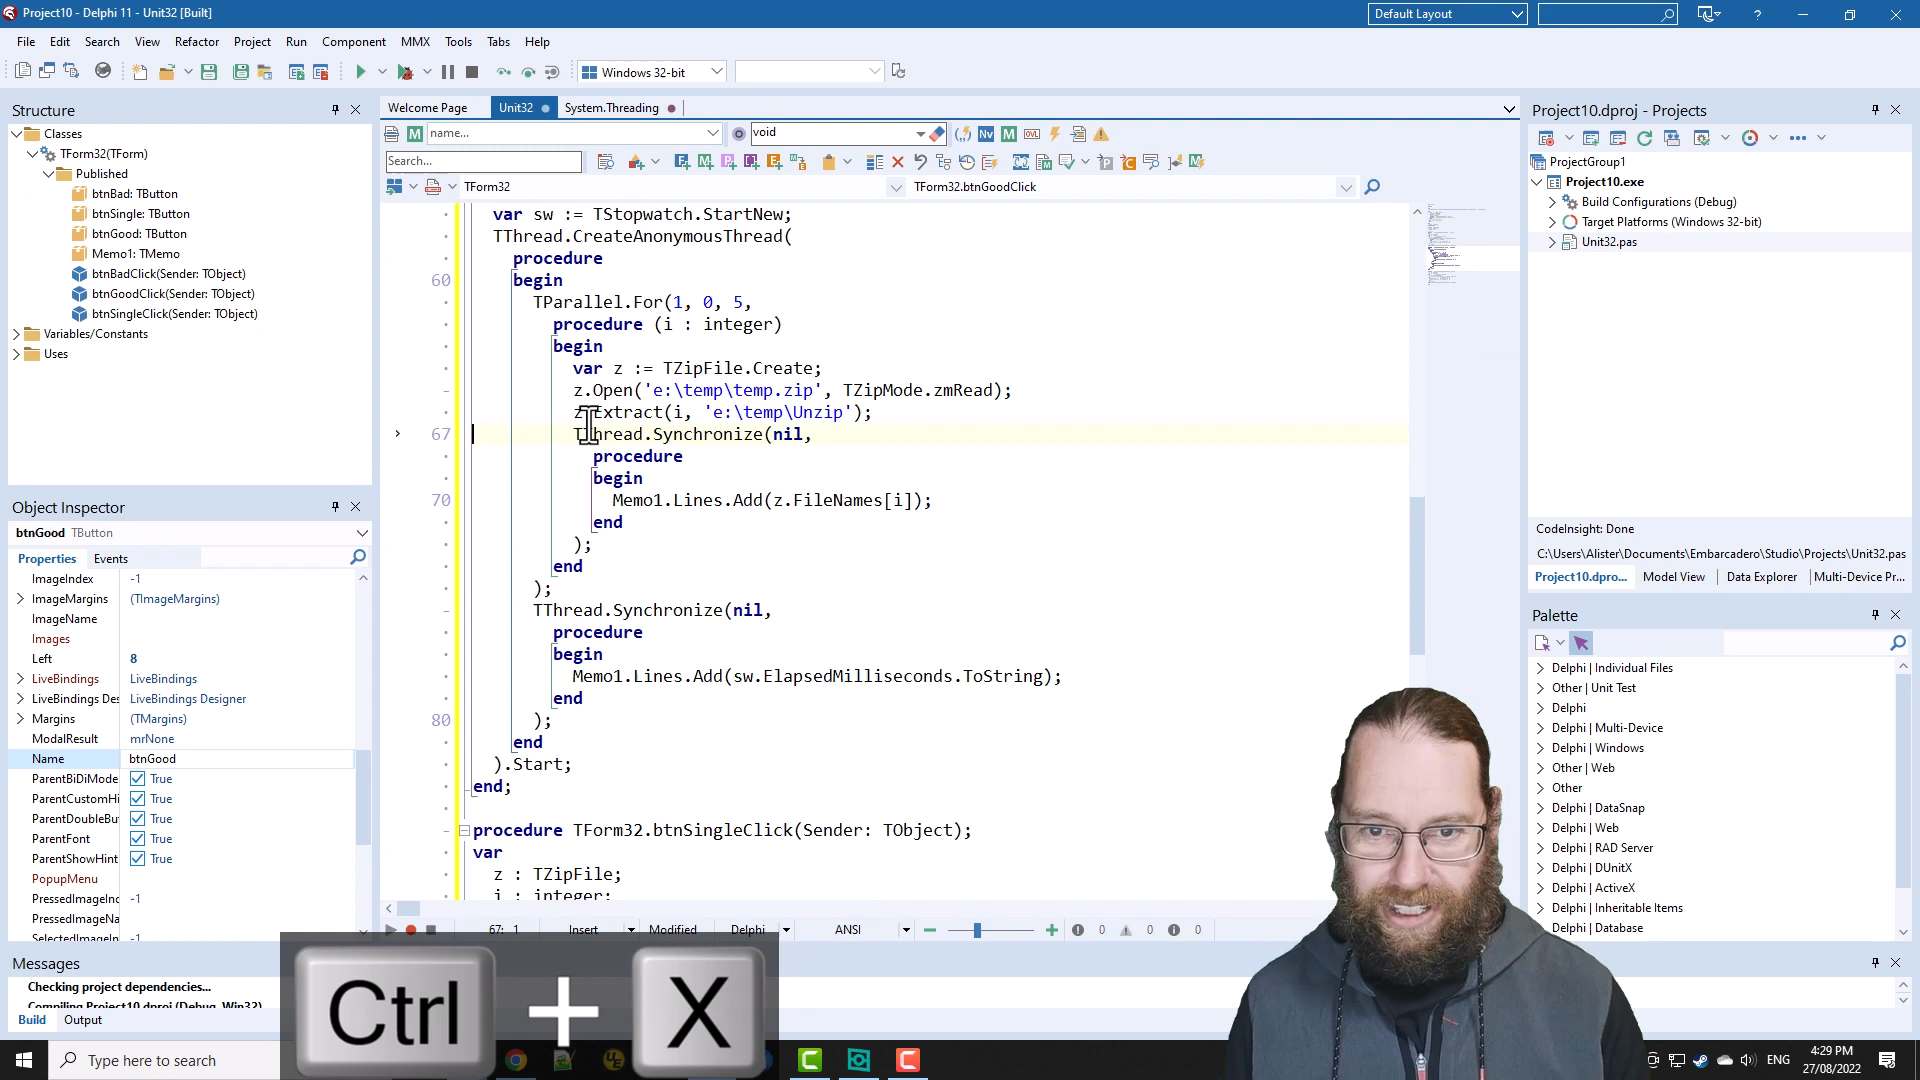 Project10 - Delphi 11 - Unit32 [Built]
Default Layout
?
File Edit Search View Refactor Project Run Component MMX Tools Tabs Help
Windows 32-bit
Structure
Classes
TForm32(TForm)
Published
btnBad: TButton
btnSingle: TButton
btnGood: TButton
Memo1: TMemo
btnBadClick(Sender: TObject)
btnGoodClick(Sender: TObject)
btnSingleClick(Sender: TObject)
Variables/Constants
Uses
Object Inspector
btnGood TButton
Properties Events
ImageIndex -1
ImageMargins (TImageMargins)
ImageName
Images
Left 8
LiveBindings LiveBindings
LiveBindings Des LiveBindings Designer
Margins (TMargins)
ModalResult mrNone
Name btnGood
ParentBiDiMode True
ParentCustomHi True
ParentDoubleBu True
ParentFont True
ParentShowHint True
PopupMenu
PressedImageIn -1
PressedImageNa
SelectedImageIn -1
Welcome Page Unit32 System.Threading
name... void
Search...
TForm32 TForm32.btnGoodClick
var sw := TStopwatch.StartNew;
TThread.CreateAnonymousThread(
procedure
60 begin
TParallel.For(1, 0, 5,
procedure (i : integer)
begin
var z := TZipFile.Create;
z.Open('e:\temp\temp.zip', TZipMode.zmRead);
z.Extract(i, 'e:\temp\Unzip');
67 TThread.Synchronize(nil,
procedure
begin
70 Memo1.Lines.Add(z.FileNames[i]);
end
);
end
);
TThread.Synchronize(nil,
procedure
begin
Memo1.Lines.Add(sw.ElapsedMilliseconds.ToString);
end
80 );
end
).Start;
end;
procedure TForm32.btnSingleClick(Sender: TObject);
var
z : TZipFile;
i : integer;
67: 1 Insert Modified Delphi ANSI 0 0 0
Project10.dproj - Projects
ProjectGroup1
Project10.exe
Build Configurations (Debug)
Target Platforms (Windows 32-bit)
Unit32.pas
CodeInsight: Done
C:\Users\Alister\Documents\Embarcadero\Studio\Projects\Unit32.pas
Project10.dpro... Model View Data Explorer Multi-Device Pr...
Palette
Delphi | Individual Files
Other | Unit Test
Delphi
Delphi | Multi-Device
Delphi | Windows
Other | Web
Other
Delphi | DataSnap
Delphi | Web
Delphi | RAD Server
Delphi | DUnitX
Delphi | ActiveX
Delphi | Inheritable Items
Delphi | Database
Messages
Checking project dependencies...
Compiling Project10.dproj (Debug, Win32)
Build Output
Ctrl + X
Type here to search
ENG
4:29 PM
27/08/2022